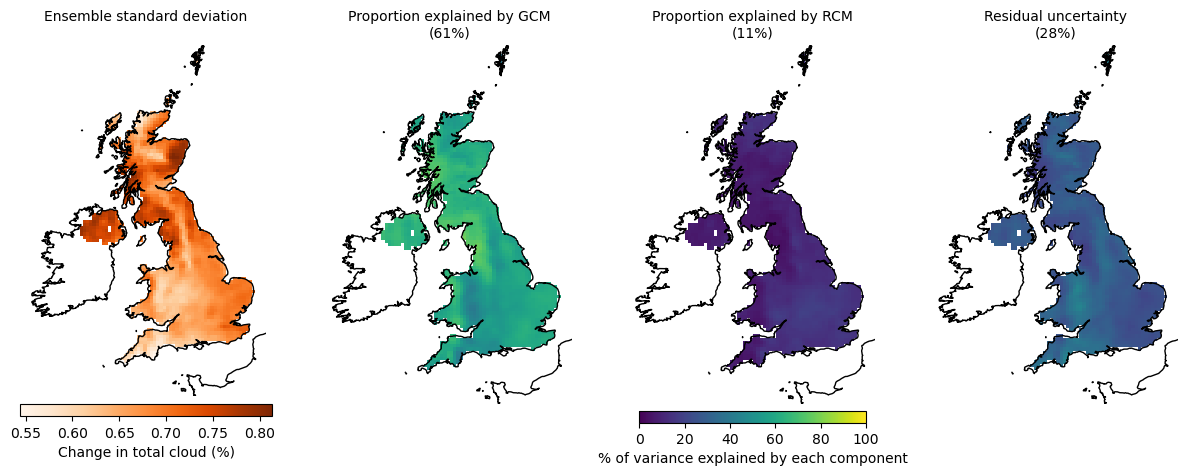 Ensemble standard deviation
Proportion explained by GCM
(61%)
Proportion explained by RCM
(11%)
Residual uncertainty
(28%)
0.55 0.60 0.65 0.70 0.75 0.80
Change in total cloud (%)
0 20 40 60 80 100
% of variance explained by each component